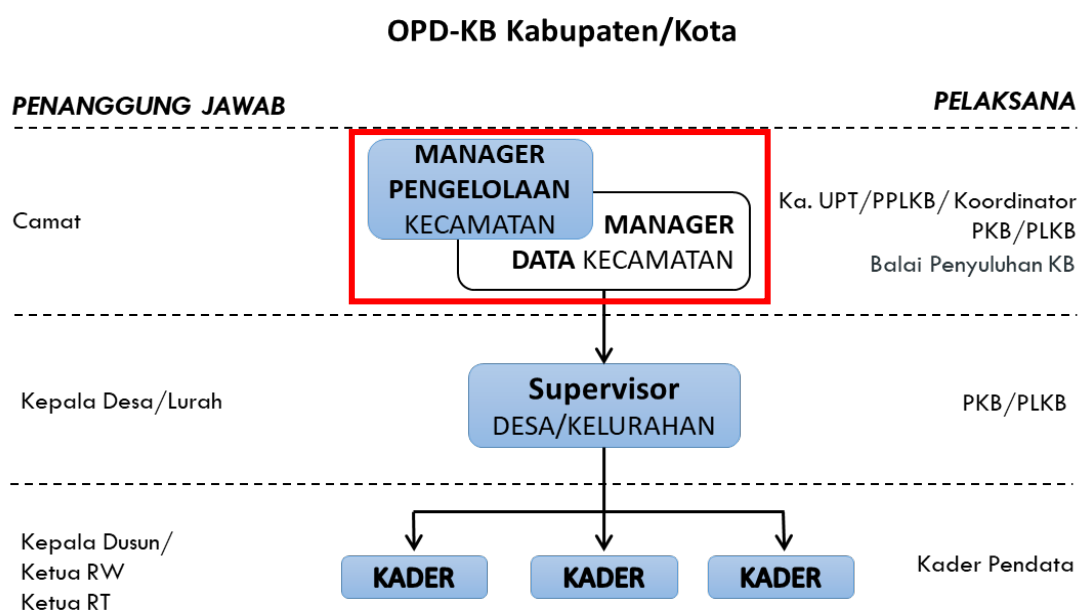 OPD-KB Kabupaten/Kota
PENANGGUNG JAWAB
PELAKSANA
Camat
MANAGER
PENGELOLAAN
KECAMATAN
MANAGER
DATA KECAMATAN
Ka. UPT/PPLKB/ Koordinator
PKB/PLKB
Balai Penyuluhan KB
Kepala Desa/Lurah
Supervisor
DESA/KELURAHAN
PKB/PLKB
Kepala Dusun/
Ketua RW
Ketua RT
KADER
KADER
KADER
Kader Pendata